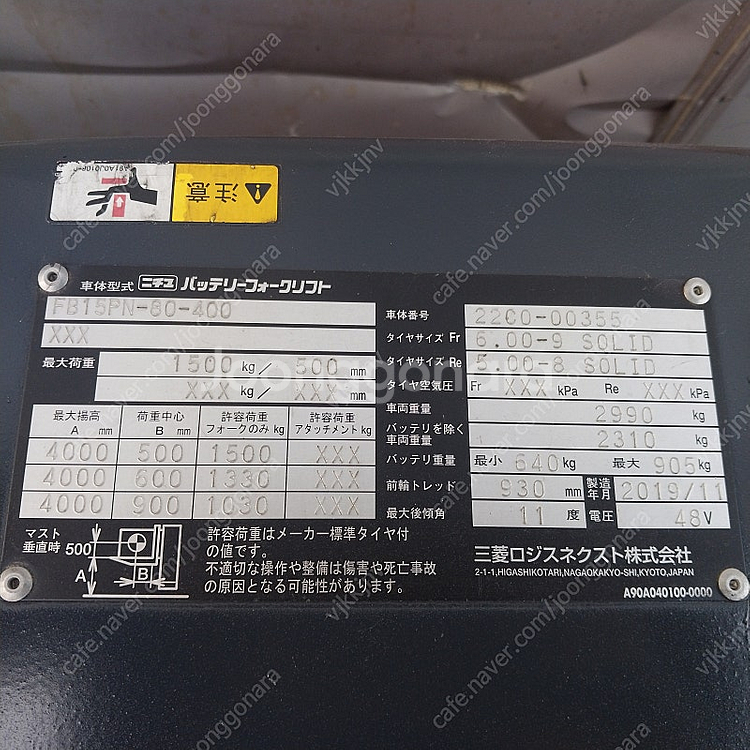 A91A0J0106-0
注意
車体型式 ニチユ バッテリーフォークリフト
FB15PN-80-400
XXX
最大荷重 1500 kg/ 500 mm
XXX kg/ XXX mm
最大揚高 A mm 荷重中心 B mm 許容荷重 フォークのみ kg 許容荷重 アタッチメント kg
4000 500 1500 XXX
4000 600 1330 XXX
4000 900 1030 XXX
マスト垂直時 500 A B
許容荷重はメーカー標準タイヤ付
の値です。
不適切な操作や整備は傷害や死亡事故
の原因となる可能性があります。
車体番号 22C0-00355
タイヤサイズ Fr 6.00-9 SOLID
タイヤサイズ Re 5.00-8 SOLID
タイヤ空気圧 Fr XXX kPa Re XXX kPa
車両重量 2990 kg
バッテリを除く
車両重量 2310 kg
バッテリ重量 最小 640 kg 最大 905 kg
前輪トレッド 930 mm 製造年月 2019/11
最大後傾角 11 度 電圧 48 V
三菱ロジスネクスト株式会社
2-1-1,HIGASHIKOTARI,NAGAOKAKYO-SHI,KYOTO,JAPAN
A90A040100-0000
joonggonara
cafe.naver.com/joonggonara
vjkkjnv